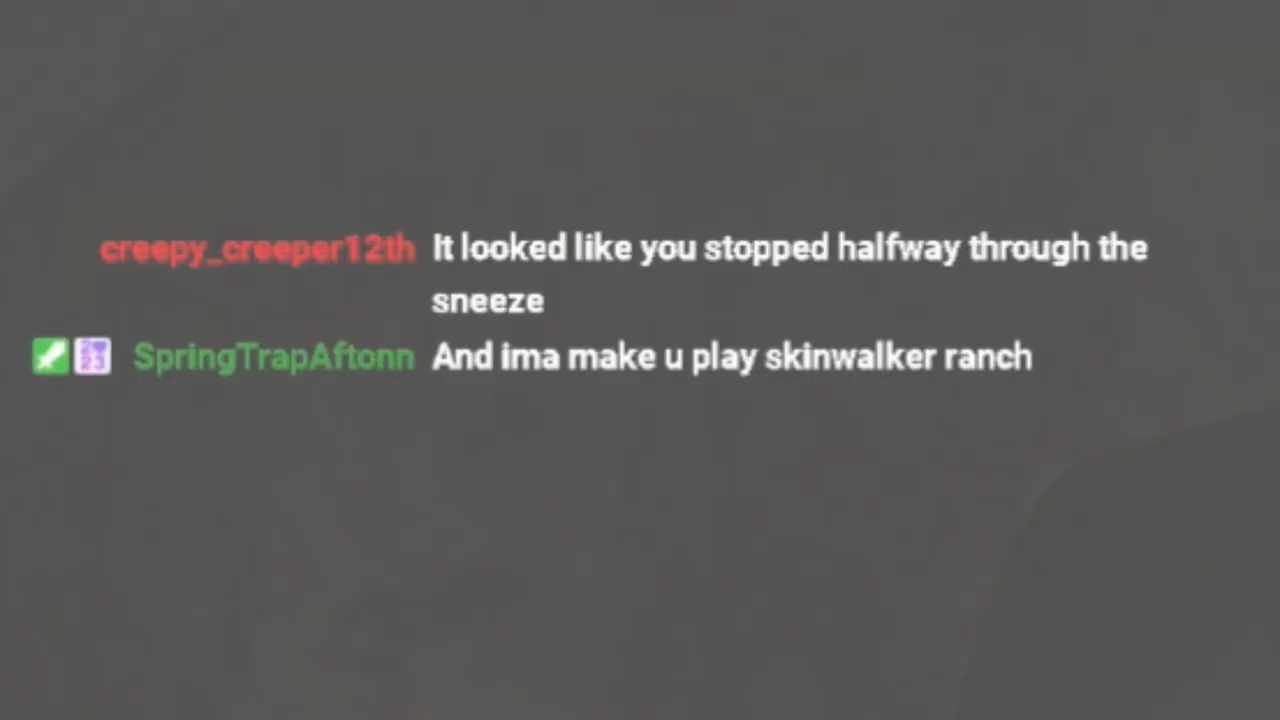 creepy_creeper12th It looked like you stopped halfway through the
sneeze
SpringTrapAftonn And ima make u play skinwalker ranch